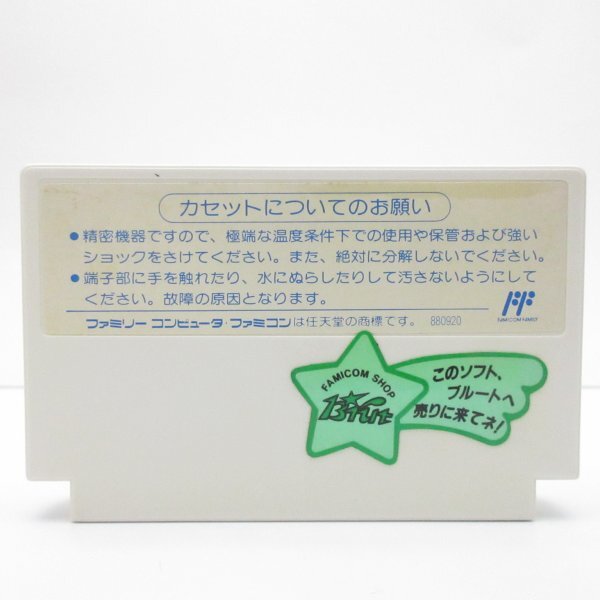 カセットについてのお願い
●精密機器ですので、極端な温度条件下での使用や保管および強い
ショックをさけてください。また、絶対に分解しないでください。
●端子部に手を触れたり、水にぬらしたりして汚さないようにして
ください。故障の原因となります。
ファミリーコンピュータ・ファミコンは任天堂の商標です。 880920
FF
FAMICOM FAMILY
FAMICOM SHOP
ブルート
このソフト、
ブルートへ
売りに来てネ!